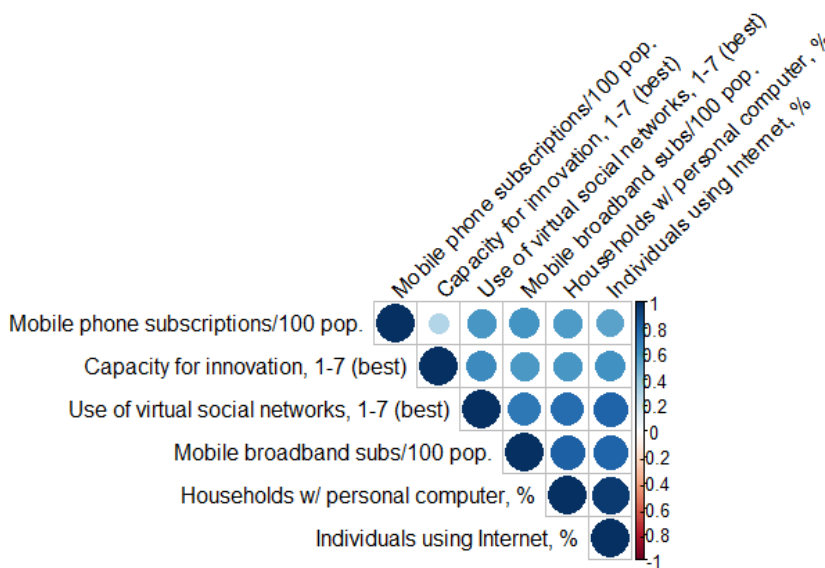 Mobile phone subscriptions/100 pop.
Capacity for innovation, 1-7 (best)
Use of virtual social networks, 1-7 (best)
Mobile broadband subs/100 pop.
Households w/ personal computer, %
Individuals using Internet, %
Mobile phone subscriptions/100 pop.
Capacity for innovation, 1-7 (best)
Use of virtual social networks, 1-7 (best)
Mobile broadband subs/100 pop.
Households w/ personal computer, %
Individuals using Internet, %
1
0.8
0.6
0.4
0.2
0
-0.2
-0.4
-0.6
-0.8
-1